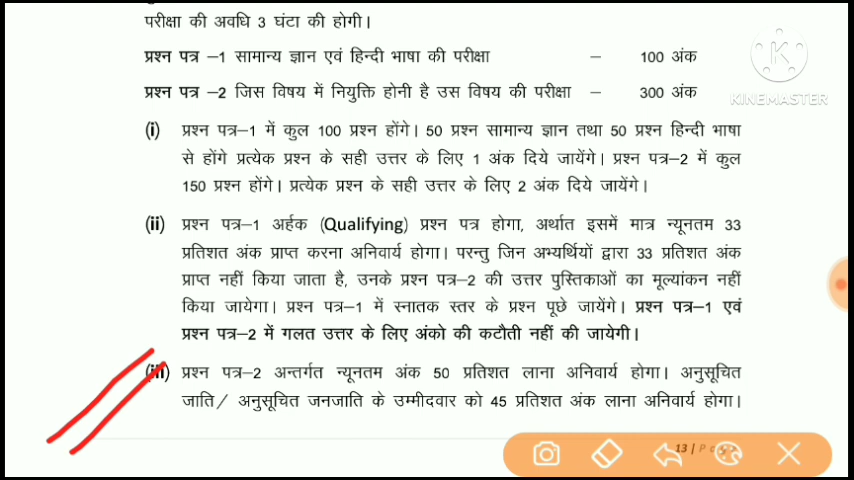 परीक्षा की अवधि 3 घंटा की होगी।
प्रश्न पत्र –1 सामान्य ज्ञान एवं हिन्दी भाषा की परीक्षा – 100 अंक
प्रश्न पत्र –2 जिस विषय में नियुक्ति होनी है उस विषय की परीक्षा – 300 अंक
KINEMASTER
(i) प्रश्न पत्र–1 में कुल 100 प्रश्न होंगे। 50 प्रश्न सामान्य ज्ञान तथा 50 प्रश्न हिन्दी भाषा
से होंगे प्रत्येक प्रश्न के सही उत्तर के लिए 1 अंक दिये जायेंगे। प्रश्न पत्र–2 में कुल
150 प्रश्न होंगे। प्रत्येक प्रश्न के सही उत्तर के लिए 2 अंक दिये जायेंगे।
(ii) प्रश्न पत्र–1 अर्हक (Qualifying) प्रश्न पत्र होगा, अर्थात इसमें मात्र न्यूनतम 33
प्रतिशत अंक प्राप्त करना अनिवार्य होगा। परन्तु जिन अभ्यर्थियों द्वारा 33 प्रतिशत अंक
प्राप्त नहीं किया जाता है, उनके प्रश्न पत्र–2 की उत्तर पुस्तिकाओं का मूल्यांकन नहीं
किया जायेगा। प्रश्न पत्र–1 में स्नातक स्तर के प्रश्न पूछे जायेंगे। प्रश्न पत्र–1 एवं
प्रश्न पत्र–2 में गलत उत्तर के लिए अंको की कटौती नहीं की जायेगी।
(iii) प्रश्न पत्र–2 अन्तर्गत न्यूनतम अंक 50 प्रतिशत लाना अनिवार्य होगा। अनुसूचित
जाति/ अनुसूचित जनजाति के उम्मीदवार को 45 प्रतिशत अंक लाना अनिवार्य होगा।
13 |